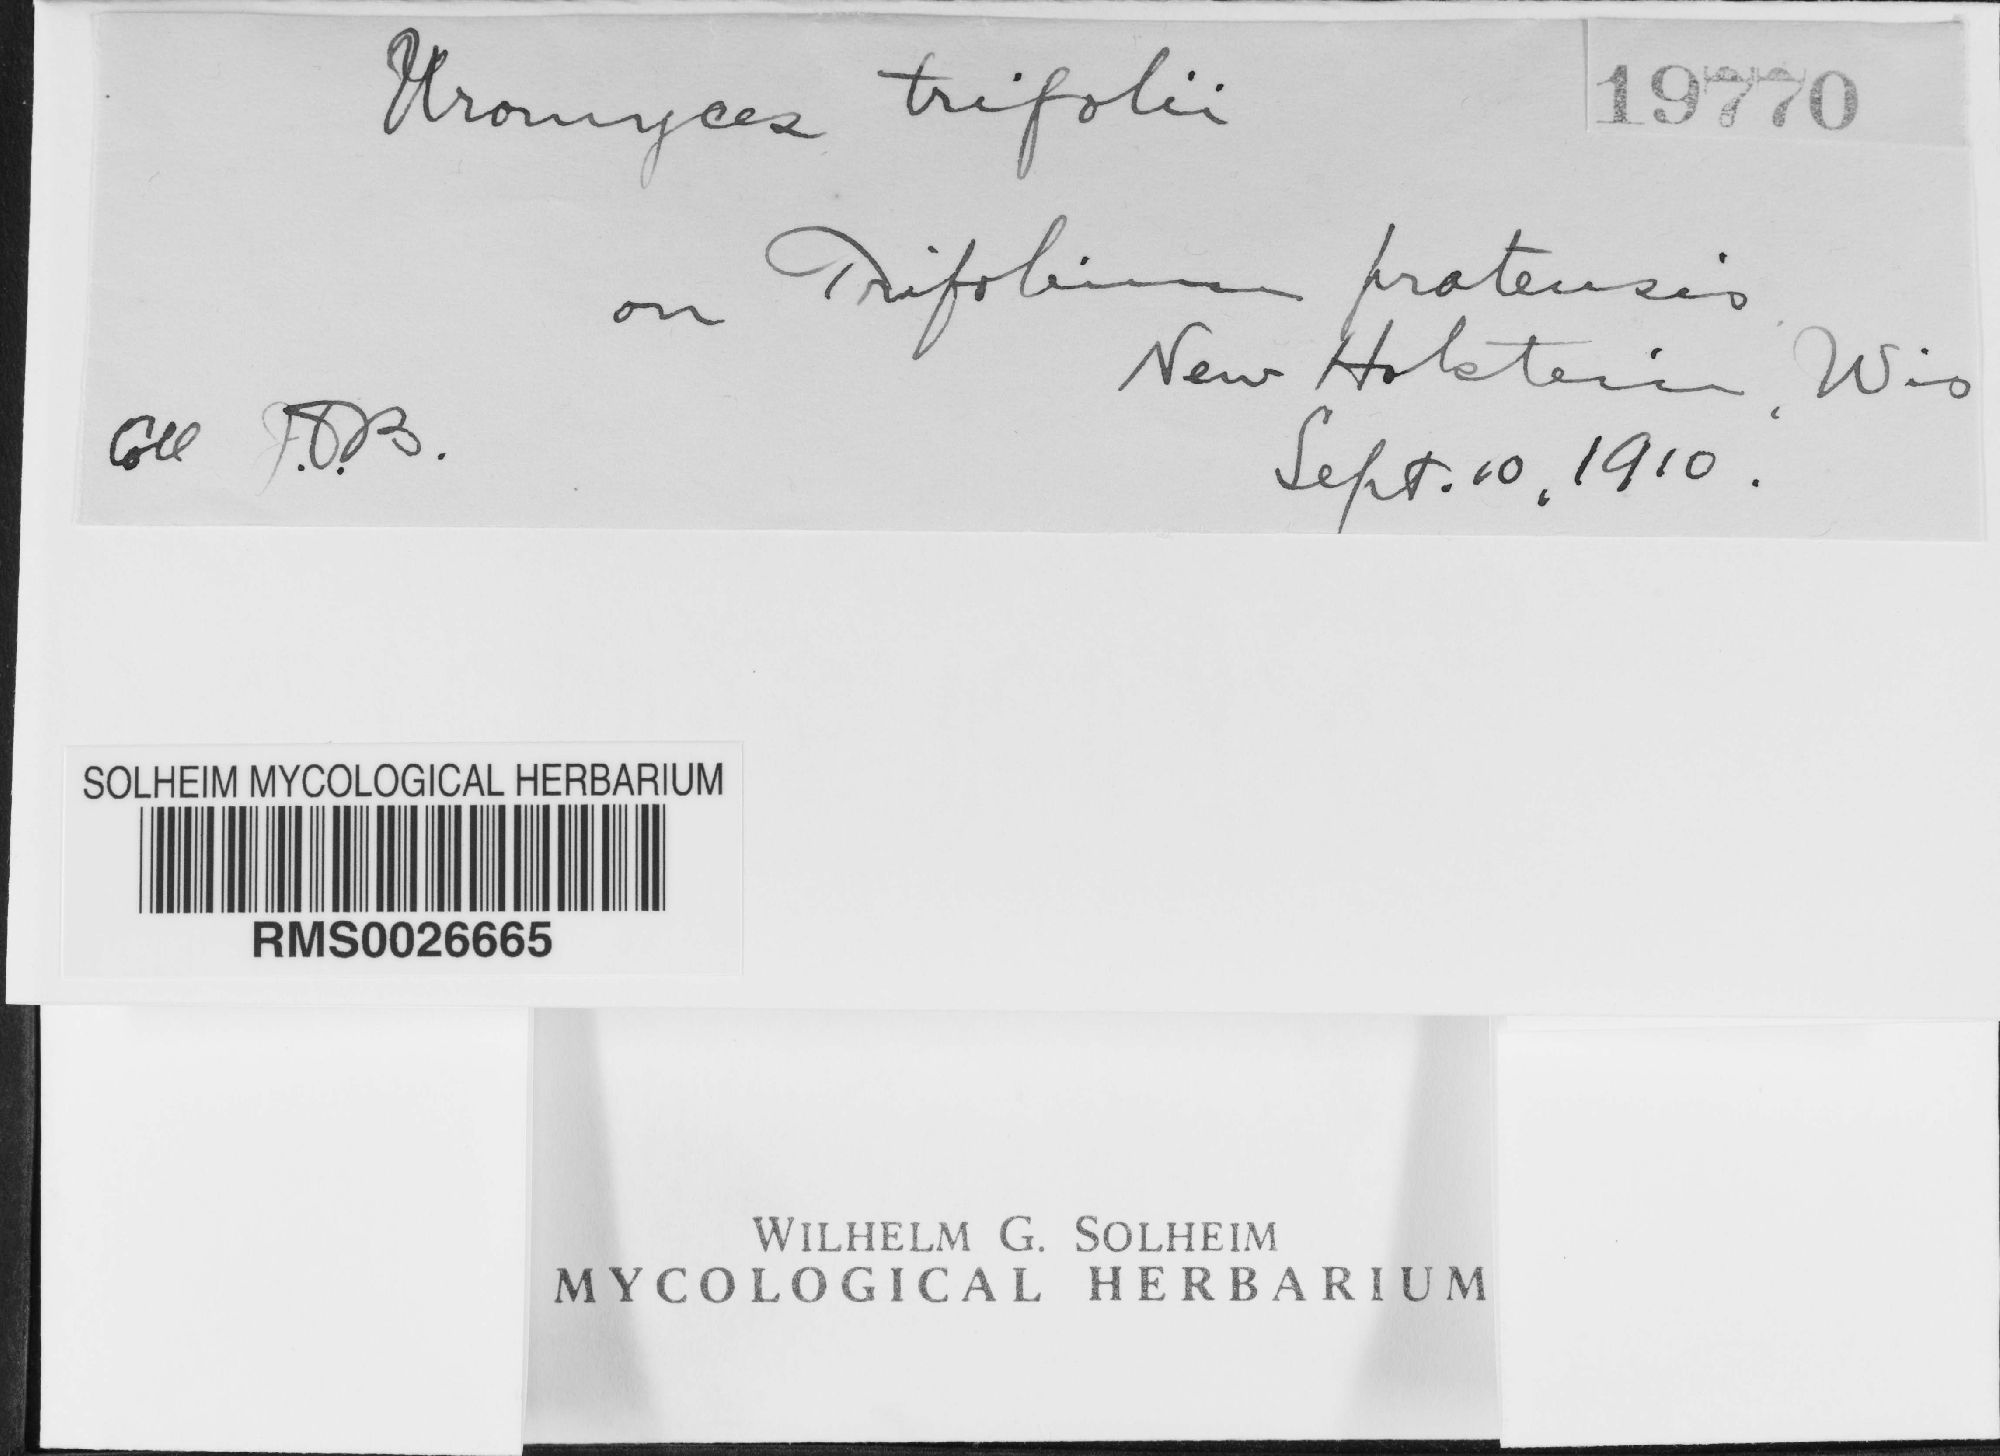 Uromyces trifolii
19770
on Trifolium pratensis
New Holstein, Wis
Coll J.D.B.
Sept. 10, 1910.
SOLHEIM MYCOLOGICAL HERBARIUM
RMS0026665
WILHELM G. SOLHEIM
MYCOLOGICAL HERBARIUM